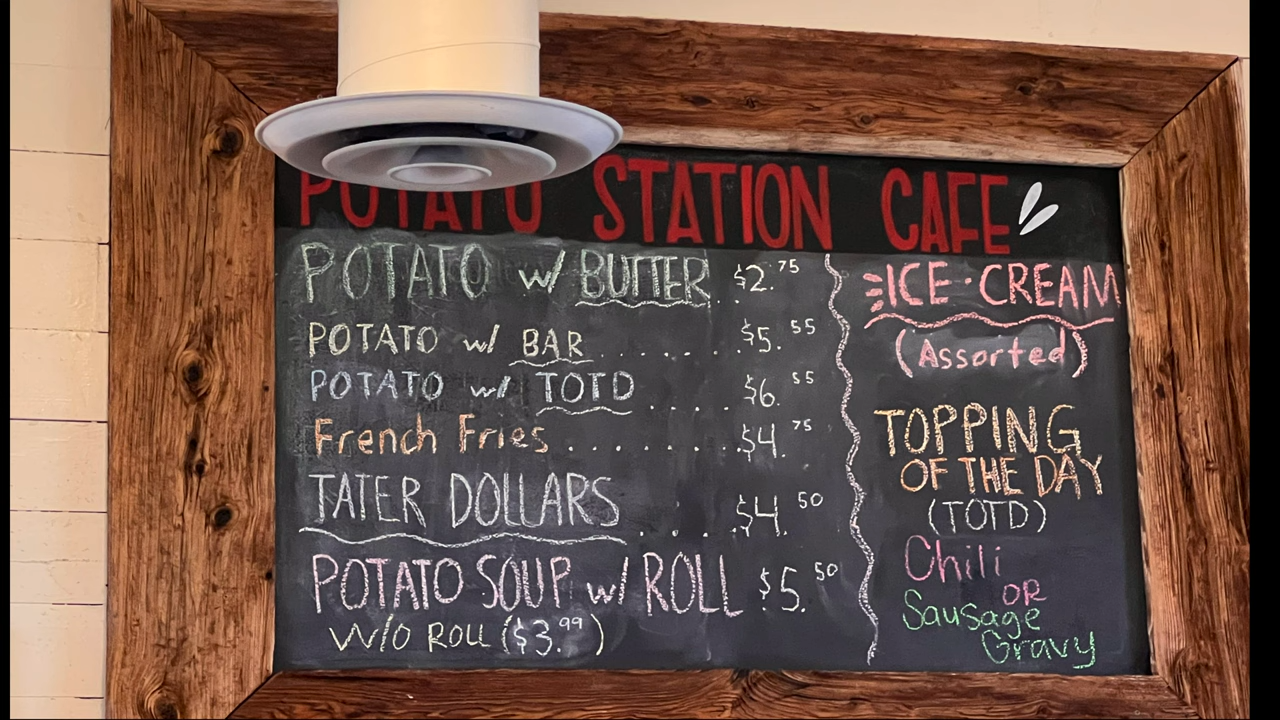 POTATO STATION CAFE
POTATO w/ BUTTER.. $2.75
POTATO w/ BAR........ $5.55
POTATO w/ TOTD ..... $6.55
French Fries ......... $4.75
TATER DOLLARS .... $4.50
POTATO SOUP w/ ROLL $5.50
W/O ROLL ($3.99)
ICE·CREAM
(Assorted)
TOPPING
OF THE DAY
(TOTD)
Chili
OR
Sausage
Gravy